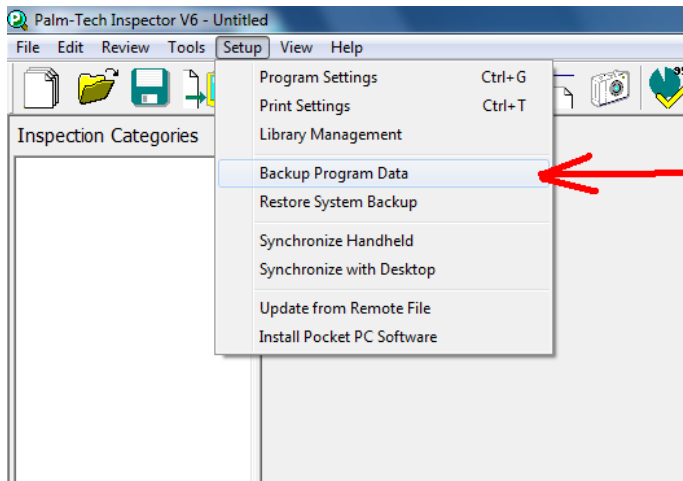 Palm-Tech Inspector V6 - Untitled
File Edit Review Tools Setup View Help
Program Settings Ctrl+G
Print Settings Ctrl+T
Library Management
Inspection Categories
Backup Program Data
Restore System Backup
Synchronize Handheld
Synchronize with Desktop
Update from Remote File
Install Pocket PC Software